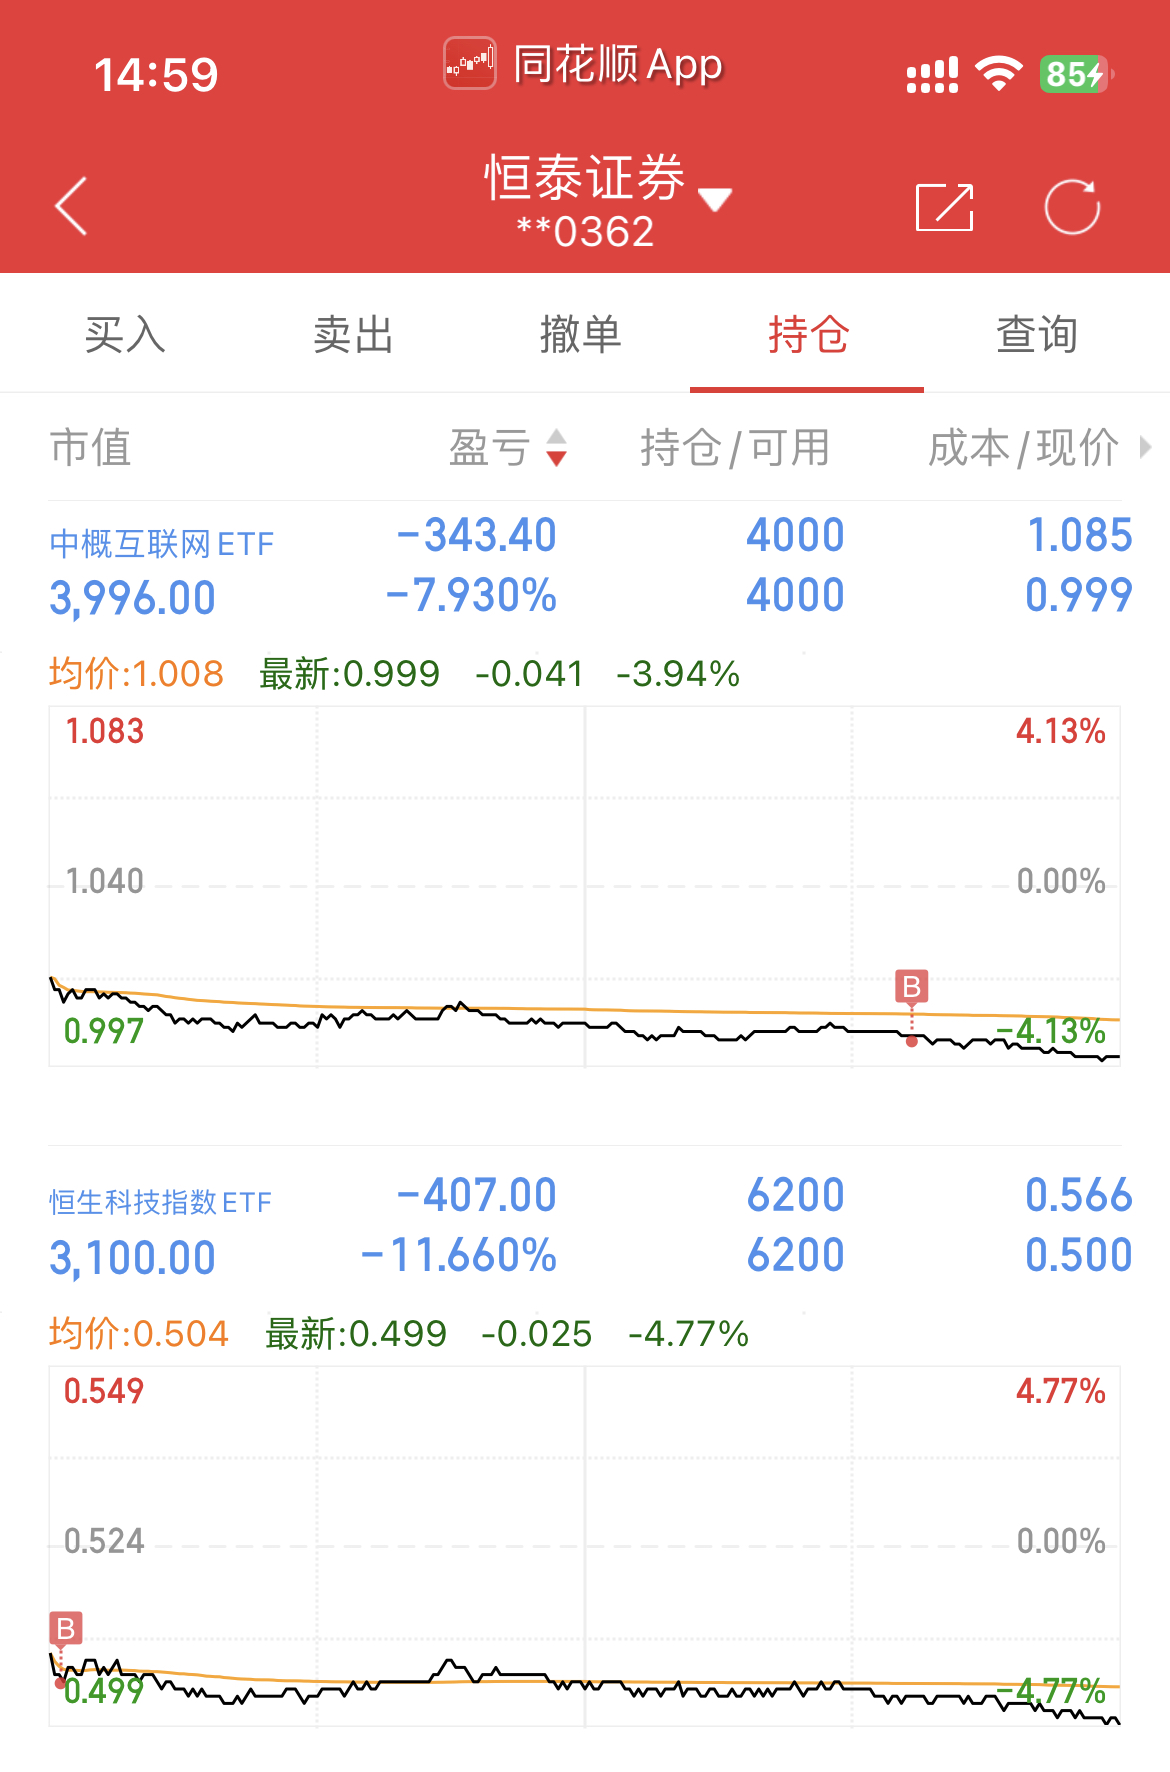 14:59
同花顺 App
85
恒泰证券
**0362
买入 卖出 撤单 持仓 查询
市值 盈亏 持仓/可用 成本/现价
中概互联网ETF -343.40 4000 1.085
3,996.00 -7.930% 4000 0.999
均价:1.008 最新:0.999 -0.041 -3.94%
1.083 4.13%
1.040 0.00%
B
0.997 -4.13%
恒生科技指数ETF -407.00 6200 0.566
3,100.00 -11.660% 6200 0.500
均价:0.504 最新:0.499 -0.025 -4.77%
0.549 4.77%
0.524 0.00%
B
0.499 -4.77%